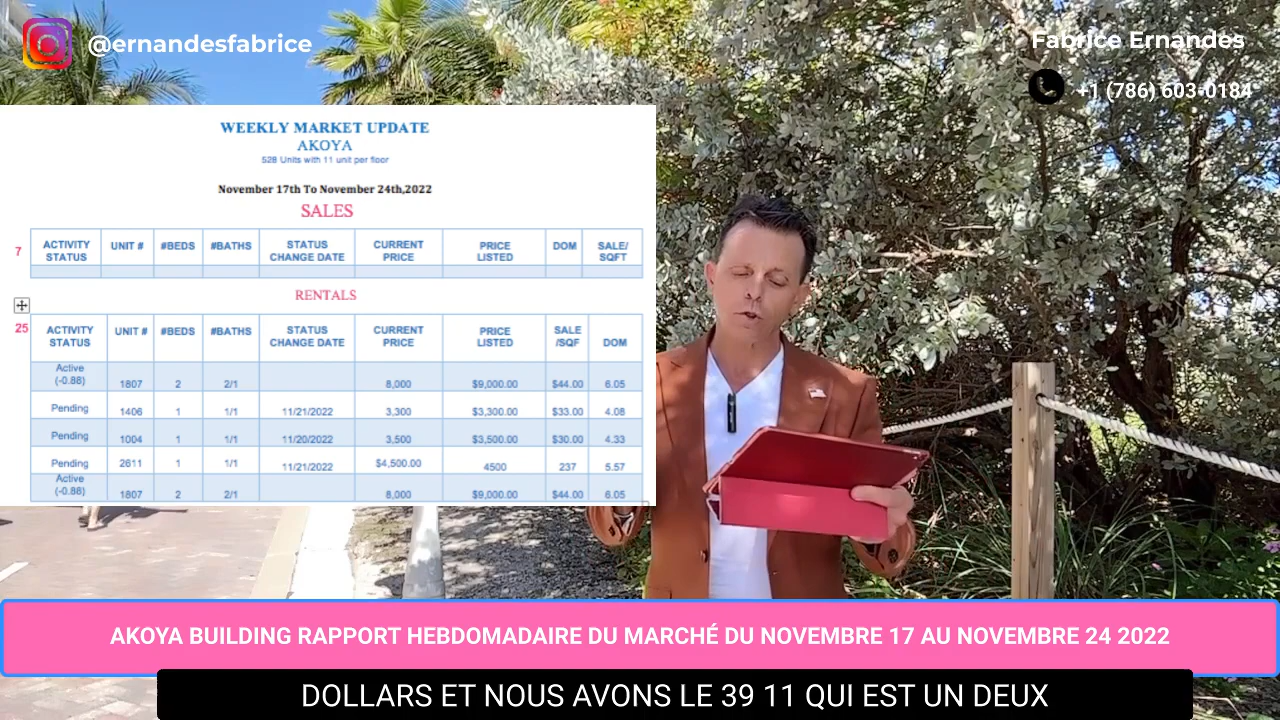 @ernandesfabrice
Fabrice Ernandes
+1 (786) 603-0184
WEEKLY MARKET UPDATE
AKOYA
528 Units with 11 unit per floor
November 17th To November 24th,2022
SALES
7
ACTIVITY STATUS UNIT # #BEDS #BATHS STATUS CHANGE DATE CURRENT PRICE PRICE LISTED DOM SALE/ SQFT
RENTALS
25
ACTIVITY STATUS UNIT # #BEDS #BATHS STATUS CHANGE DATE CURRENT PRICE PRICE LISTED SALE /SQF DOM
Active (-0.88) 1807 2 2/1 8,000 $9,000.00 $44.00 6.05
Pending 1406 1 1/1 11/21/2022 3,300 $3,300.00 $33.00 4.08
Pending 1004 1 1/1 11/20/2022 3,500 $3,500.00 $30.00 4.33
Pending 2611 1 1/1 11/21/2022 $4,500.00 4500 237 5.57
Active (-0.88) 1807 2 2/1 8,000 $9,000.00 $44.00 6.05
AKOYA BUILDING RAPPORT HEBDOMADAIRE DU MARCHÉ DU NOVEMBRE 17 AU NOVEMBRE 24 2022
DOLLARS ET NOUS AVONS LE 39 11 QUI EST UN DEUX